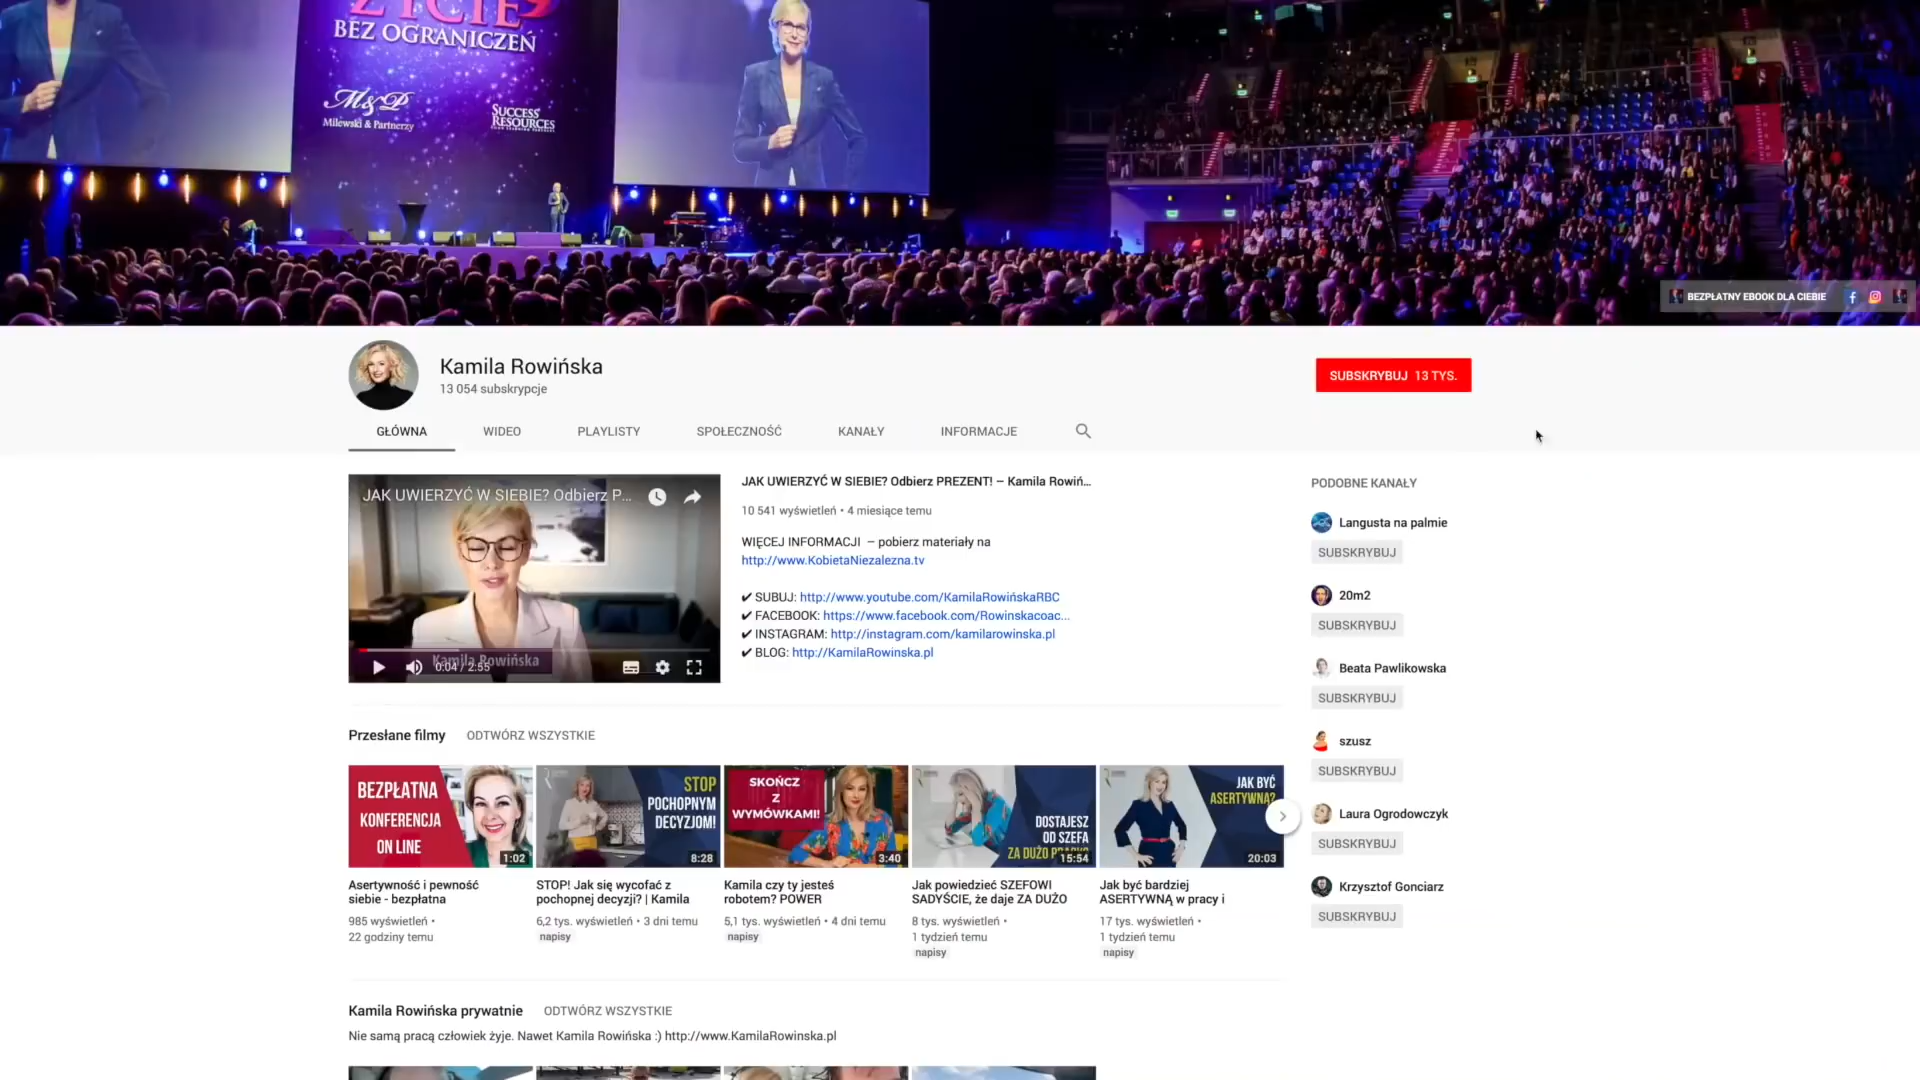 ŻYCIE
BEZ OGRANICZEŃ
M&P
Milewski & Partnerzy
SUCCESS
RESOURCES
BEZPŁATNY EBOOK DLA CIEBIE
Kamila Rowińska
13 054 subskrypcje
SUBSKRYBUJ 13 TYS.
GŁÓWNA
WIDEO
PLAYLISTY
SPOŁECZNOŚĆ
KANAŁY
INFORMACJE
JAK UWIERZYĆ W SIEBIE? Odbierz P...
Kamila Rowińska
0:04 / 2:55
JAK UWIERZYĆ W SIEBIE? Odbierz PREZENT! – Kamila Rowiń...
10 541 wyświetleń • 4 miesiące temu
WIĘCEJ INFORMACJI – pobierz materiały na
http://www.KobietaNiezalezna.tv
✔ SUBUJ: http://www.youtube.com/KamilaRowińskaRBC
✔ FACEBOOK: https://www.facebook.com/Rowinskacoac...
✔ INSTAGRAM: http://instagram.com/kamilarowinska.pl
✔ BLOG: http://KamilaRowinska.pl
PODOBNE KANAŁY
Langusta na palmie
SUBSKRYBUJ
20m2
SUBSKRYBUJ
Beata Pawlikowska
SUBSKRYBUJ
szusz
SUBSKRYBUJ
Laura Ogrodowczyk
SUBSKRYBUJ
Krzysztof Gonciarz
SUBSKRYBUJ
Przesłane filmy
ODTWÓRZ WSZYSTKIE
BEZPŁATNA
KONFERENCJA
ON LINE
1:02
Asertywność i pewność
siebie - bezpłatna
985 wyświetleń •
22 godziny temu
STOP
POCHOPNYM
DECYZJOM!
8:28
STOP! Jak się wycofać z
pochopnej decyzji? | Kamila
6,2 tys. wyświetleń • 3 dni temu
napisy
SKOŃCZ
Z
WYMÓWKAMI!
3:40
Kamila czy ty jesteś
robotem? POWER
5,1 tys. wyświetleń • 4 dni temu
napisy
DOSTAJESZ
OD SZEFA
ZA DUŻO PRACY?
15:54
Jak powiedzieć SZEFOWI
SADYŚCIE, że daje ZA DUŻO
8 tys. wyświetleń •
1 tydzień temu
napisy
JAK BYĆ
ASERTYWNĄ?
20:03
Jak być bardziej
ASERTYWNĄ w pracy i
17 tys. wyświetleń •
1 tydzień temu
napisy
Kamila Rowińska prywatnie
ODTWÓRZ WSZYSTKIE
Nie samą pracą człowiek żyje. Nawet Kamila Rowińska :) http://www.KamilaRowinska.pl